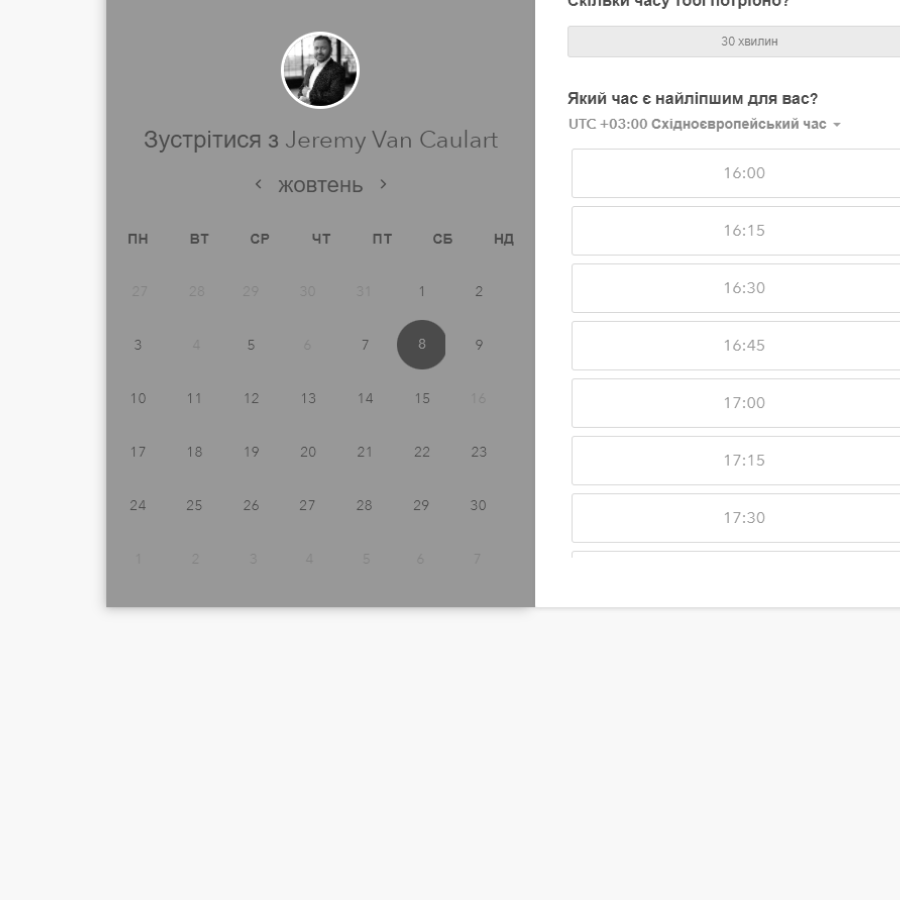 Зустрітися з Jeremy Van Caulart
жовтень
ПН ВТ СР ЧТ ПТ СБ НД
27 28 29 30 31 1 2
3 4 5 6 7 8 9
10 11 12 13 14 15 16
17 18 19 20 21 22 23
24 25 26 27 28 29 30
1 2 3 4 5 6 7
Скільки часу тобі потрібно?
30 хвилин
Який час є найліпшим для вас?
UTC +03:00 Східноєвропейський час
16:00
16:15
16:30
16:45
17:00
17:15
17:30